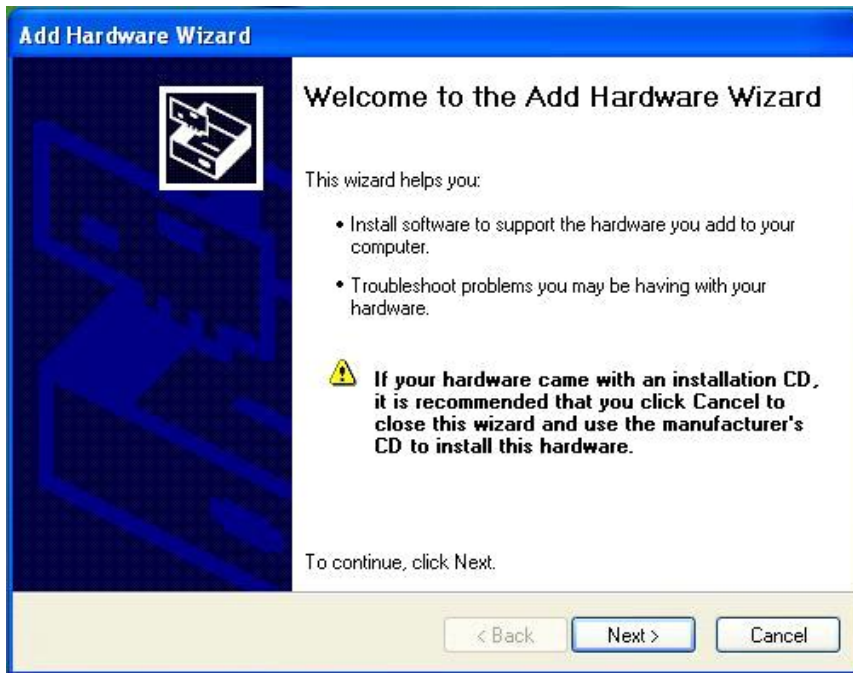 Add Hardware Wizard
Welcome to the Add Hardware Wizard
This wizard helps you:
• Install software to support the hardware you add to your
computer.
• Troubleshoot problems you may be having with your
hardware.
If your hardware came with an installation CD,
it is recommended that you click Cancel to
close this wizard and use the manufacturer's
CD to install this hardware.
To continue, click Next.
< Back Next > Cancel